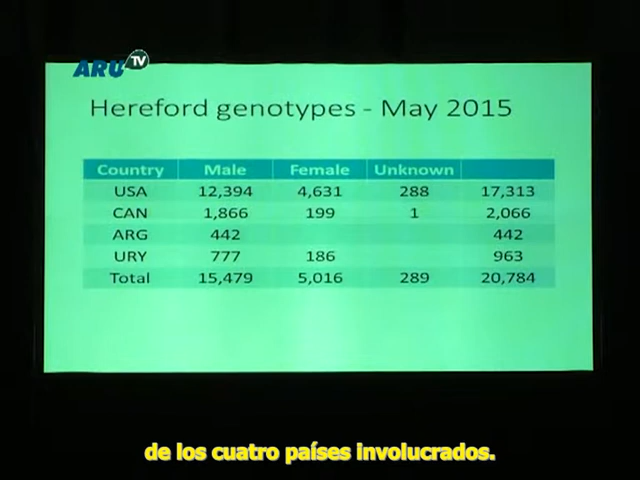 ARU TV
Hereford genotypes - May 2015
Country Male Female Unknown
USA 12,394 4,631 288 17,313
CAN 1,866 199 1 2,066
ARG 442 442
URY 777 186 963
Total 15,479 5,016 289 20,784
de los cuatro países involucrados.